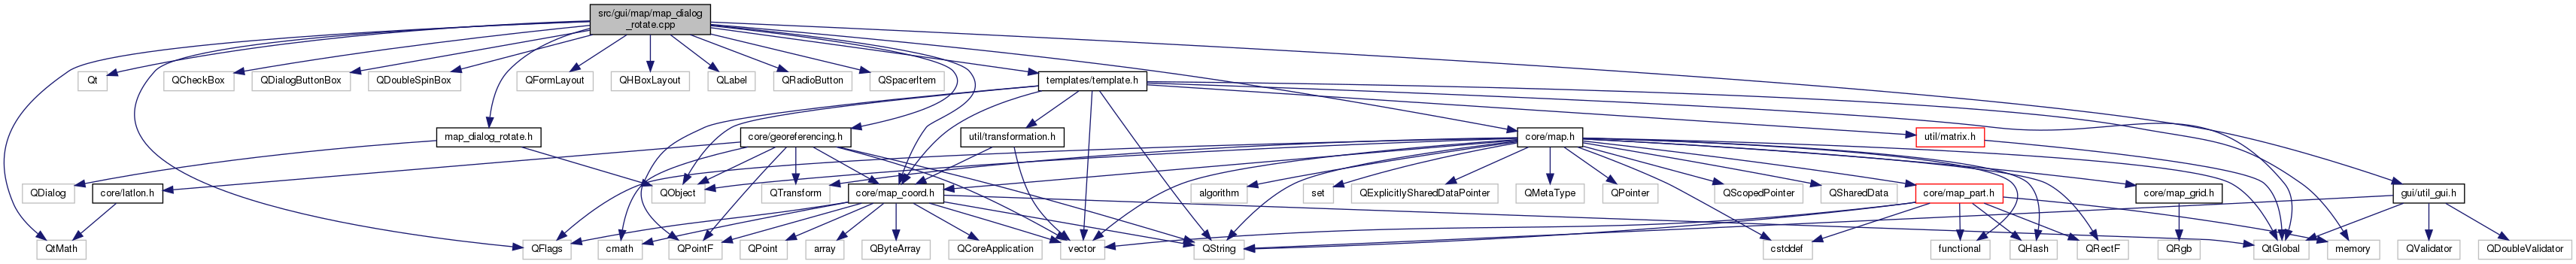 src/gui/map/map_dialog
_rotate.cpp
Qt
QCheckBox
QDialogButtonBox
QDoubleSpinBox
QFormLayout
QHBoxLayout
QLabel
QRadioButton
QSpacerItem
templates/template.h
map_dialog_rotate.h
core/georeferencing.h
util/transformation.h
core/map.h
util/matrix.h
QDialog
core/latlon.h
QObject
QTransform
core/map_coord.h
algorithm
set
QExplicitlySharedDataPointer
QMetaType
QPointer
QScopedPointer
QSharedData
core/map_part.h
core/map_grid.h
gui/util_gui.h
QtMath
QFlags
cmath
QPointF
QPoint
array
QByteArray
QCoreApplication
vector
QString
cstddef
functional
QHash
QRectF
QRgb
QtGlobal
memory
QValidator
QDoubleValidator